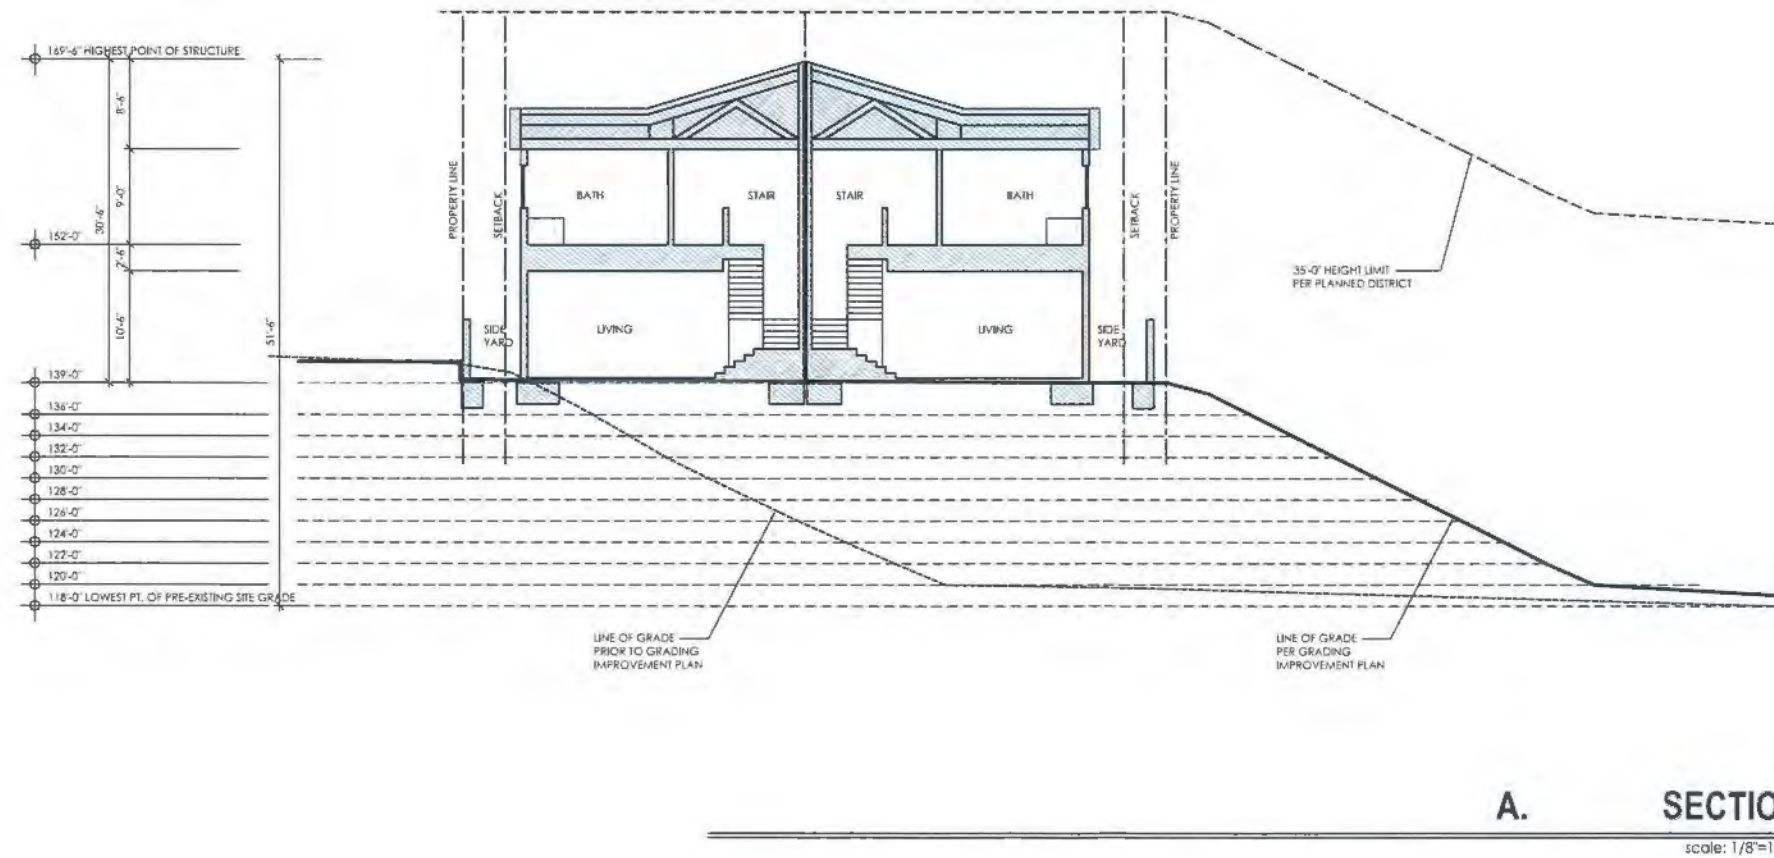 169'-6" HIGHEST POINT OF STRUCTURE
8'-6"
9'-0"
30'-6"
152'-0"
2'-6"
10'-6"
51'-6"
139'-0"
136'-0"
134'-0"
132'-0"
130'-0"
128'-0"
126'-0"
124'-0"
122'-0"
120'-0"
118'-0" LOWEST PT. OF PRE-EXISTING SITE GRADE
PROPERTY LINE
SETBACK
BATH
STAIR
STAIR
BATH
SETBACK
PROPERTY LINE
SIDE
YARD
LIVING
LIVING
SIDE
YARD
35'-0" HEIGHT LIMIT
PER PLANNED DISTRICT
LINE OF GRADE
PRIOR TO GRADING
IMPROVEMENT PLAN
LINE OF GRADE
PER GRADING
IMPROVEMENT PLAN
A. SECTIO
scale: 1/8"=1